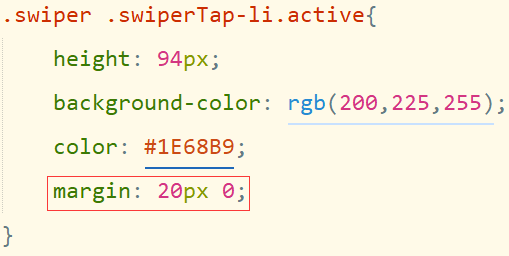 .swiper .swiperTap-li.active{
height: 94px;
background-color: rgb(200,225,255);
color: #1E68B9;
margin: 20px 0;
}